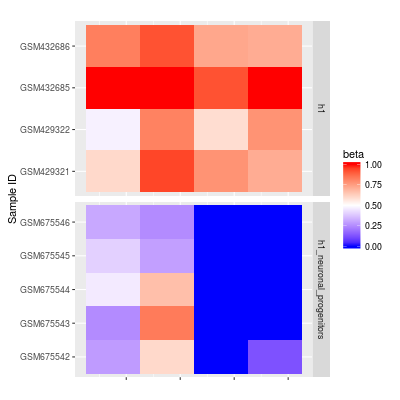 GSM432686
GSM432685
GSM429322
GSM429321
h1
GSM675546
GSM675545
GSM675544
GSM675543
GSM675542
h1_neuronal_progenitors
Sample ID
beta
1.00
0.75
0.50
0.25
0.00